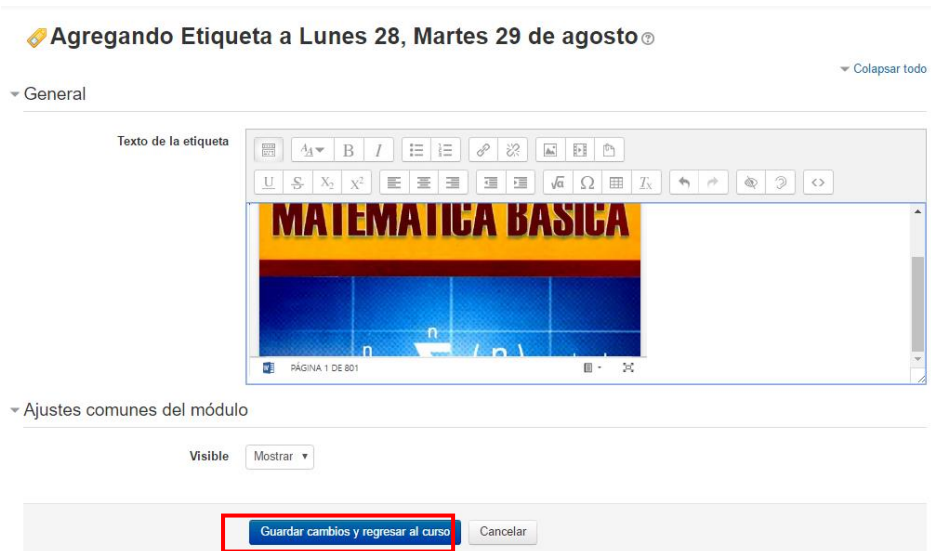 Agregando Etiqueta a Lunes 28, Martes 29 de agosto
Colapsar todo
General
Texto de la etiqueta
MATEMATICA BASICA
n
n
(n)
PÁGINA 1 DE 801
Ajustes comunes del módulo
Visible
Mostrar
Guardar cambios y regresar al curso
Cancelar